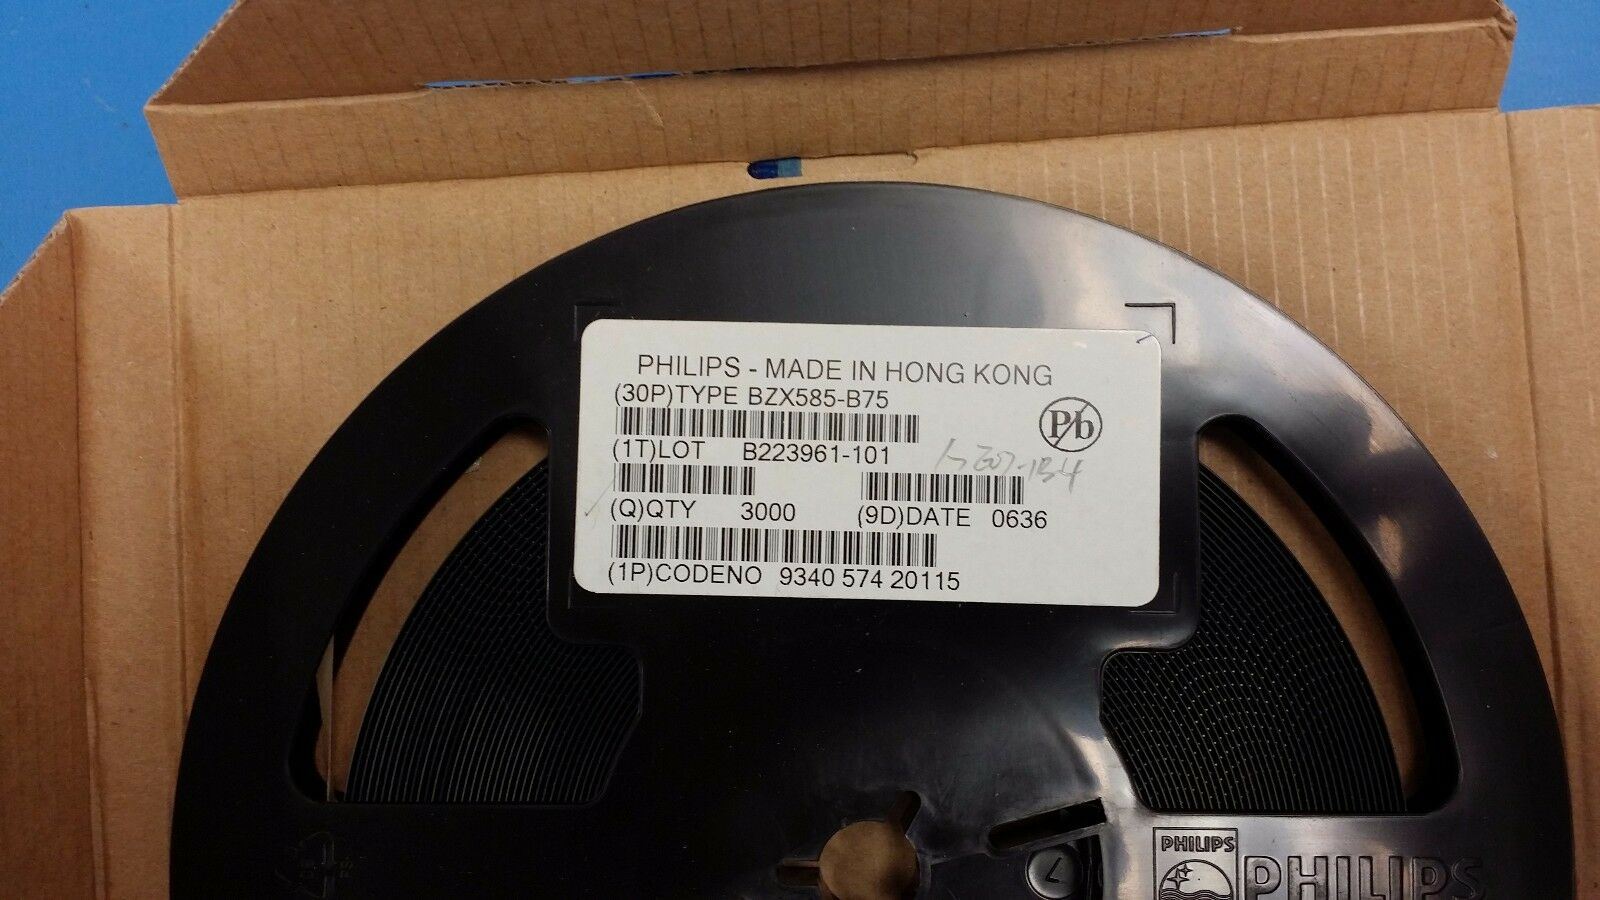 PHILIPS - MADE IN HONG KONG
(30P)TYPE BZX585-B75
Pb
(1T)LOT B223961-101
(Q)QTY 3000 (9D)DATE 0636
(1P)CODENO 9340 574 20115
PHILIPS
PHILIPS